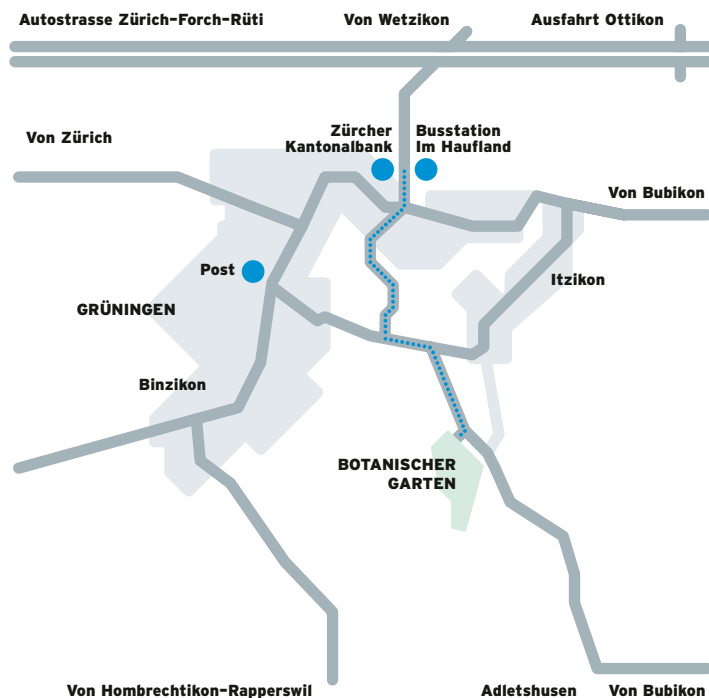 Autostrasse Zürich–Forch–Rüti
Von Wetzikon
Ausfahrt Ottikon
Von Zürich
Zürcher
Kantonalbank
Busstation
Im Haufland
Von Bubikon
Post
Itzikon
GRÜNINGEN
Binzikon
BOTANISCHER
GARTEN
Von Hombrechtikon–Rapperswil
Adletshusen
Von Bubikon